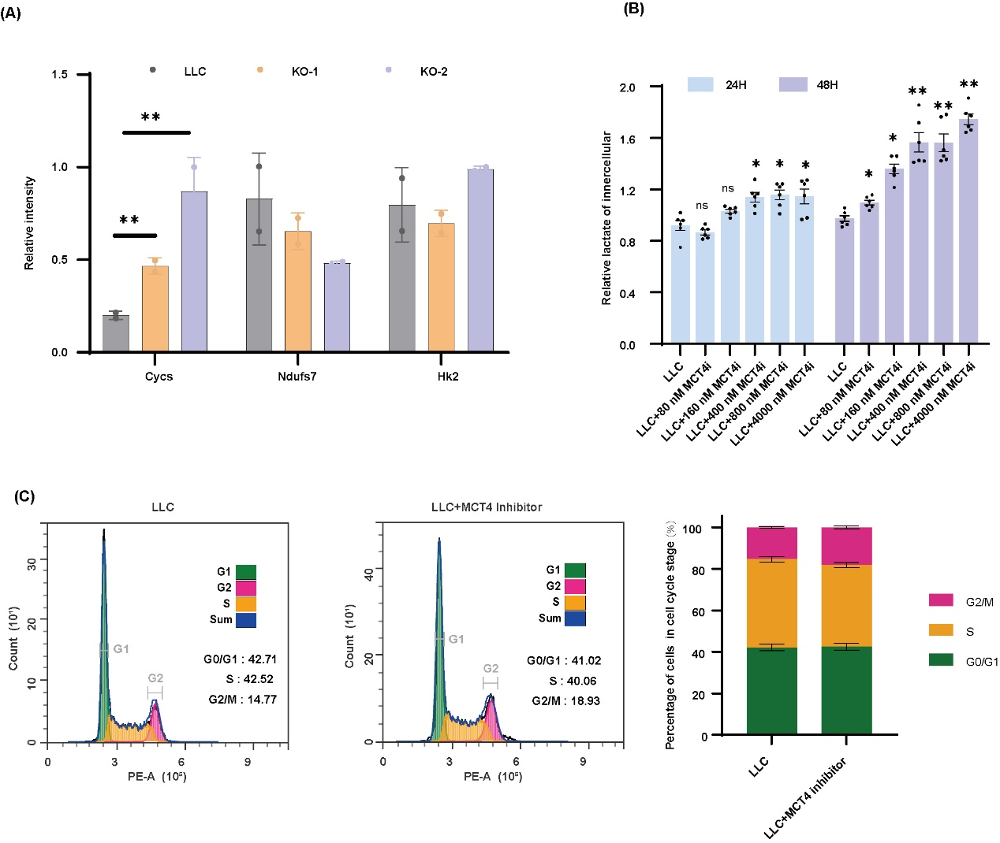 (A)
LLC KO-1 KO-2
1.5
1.0
0.5
0.0
Relative intensity
** **
Cycs Ndufs7 Hk2
(B)
24H 48H
2.0
1.6
1.2
0.8
0.4
0.0
Relative lactate of innercellular
ns ns * * * * * ** ** **
LLC
LLC+80 nM MCT4i
LLC+160 nM MCT4i
LLC+400 nM MCT4i
LLC+800 nM MCT4i
LLC+4000 nM MCT4i
LLC
LLC+80 nM MCT4i
LLC+160 nM MCT4i
LLC+400 nM MCT4i
LLC+800 nM MCT4i
LLC+4000 nM MCT4i
(C)
LLC
30
20
10
0
Count (10¹)
G1
G2
S
Sum
G1
G2
G0/G1 : 42.71
S : 42.52
G2/M : 14.77
0 3 6 9
PE-A (10⁵)
LLC+MCT4 Inhibitor
40
20
0
Count (10¹)
G1
G2
S
Sum
G1
G2
G0/G1 : 41.02
S : 40.06
G2/M : 18.93
0 3 6 9
PE-A (10⁵)
Percentage of cells in cell cycle stage (%)
100
80
60
40
20
0
LLC
LLC+MCT4 inhibitor
G2/M
S
G0/G1